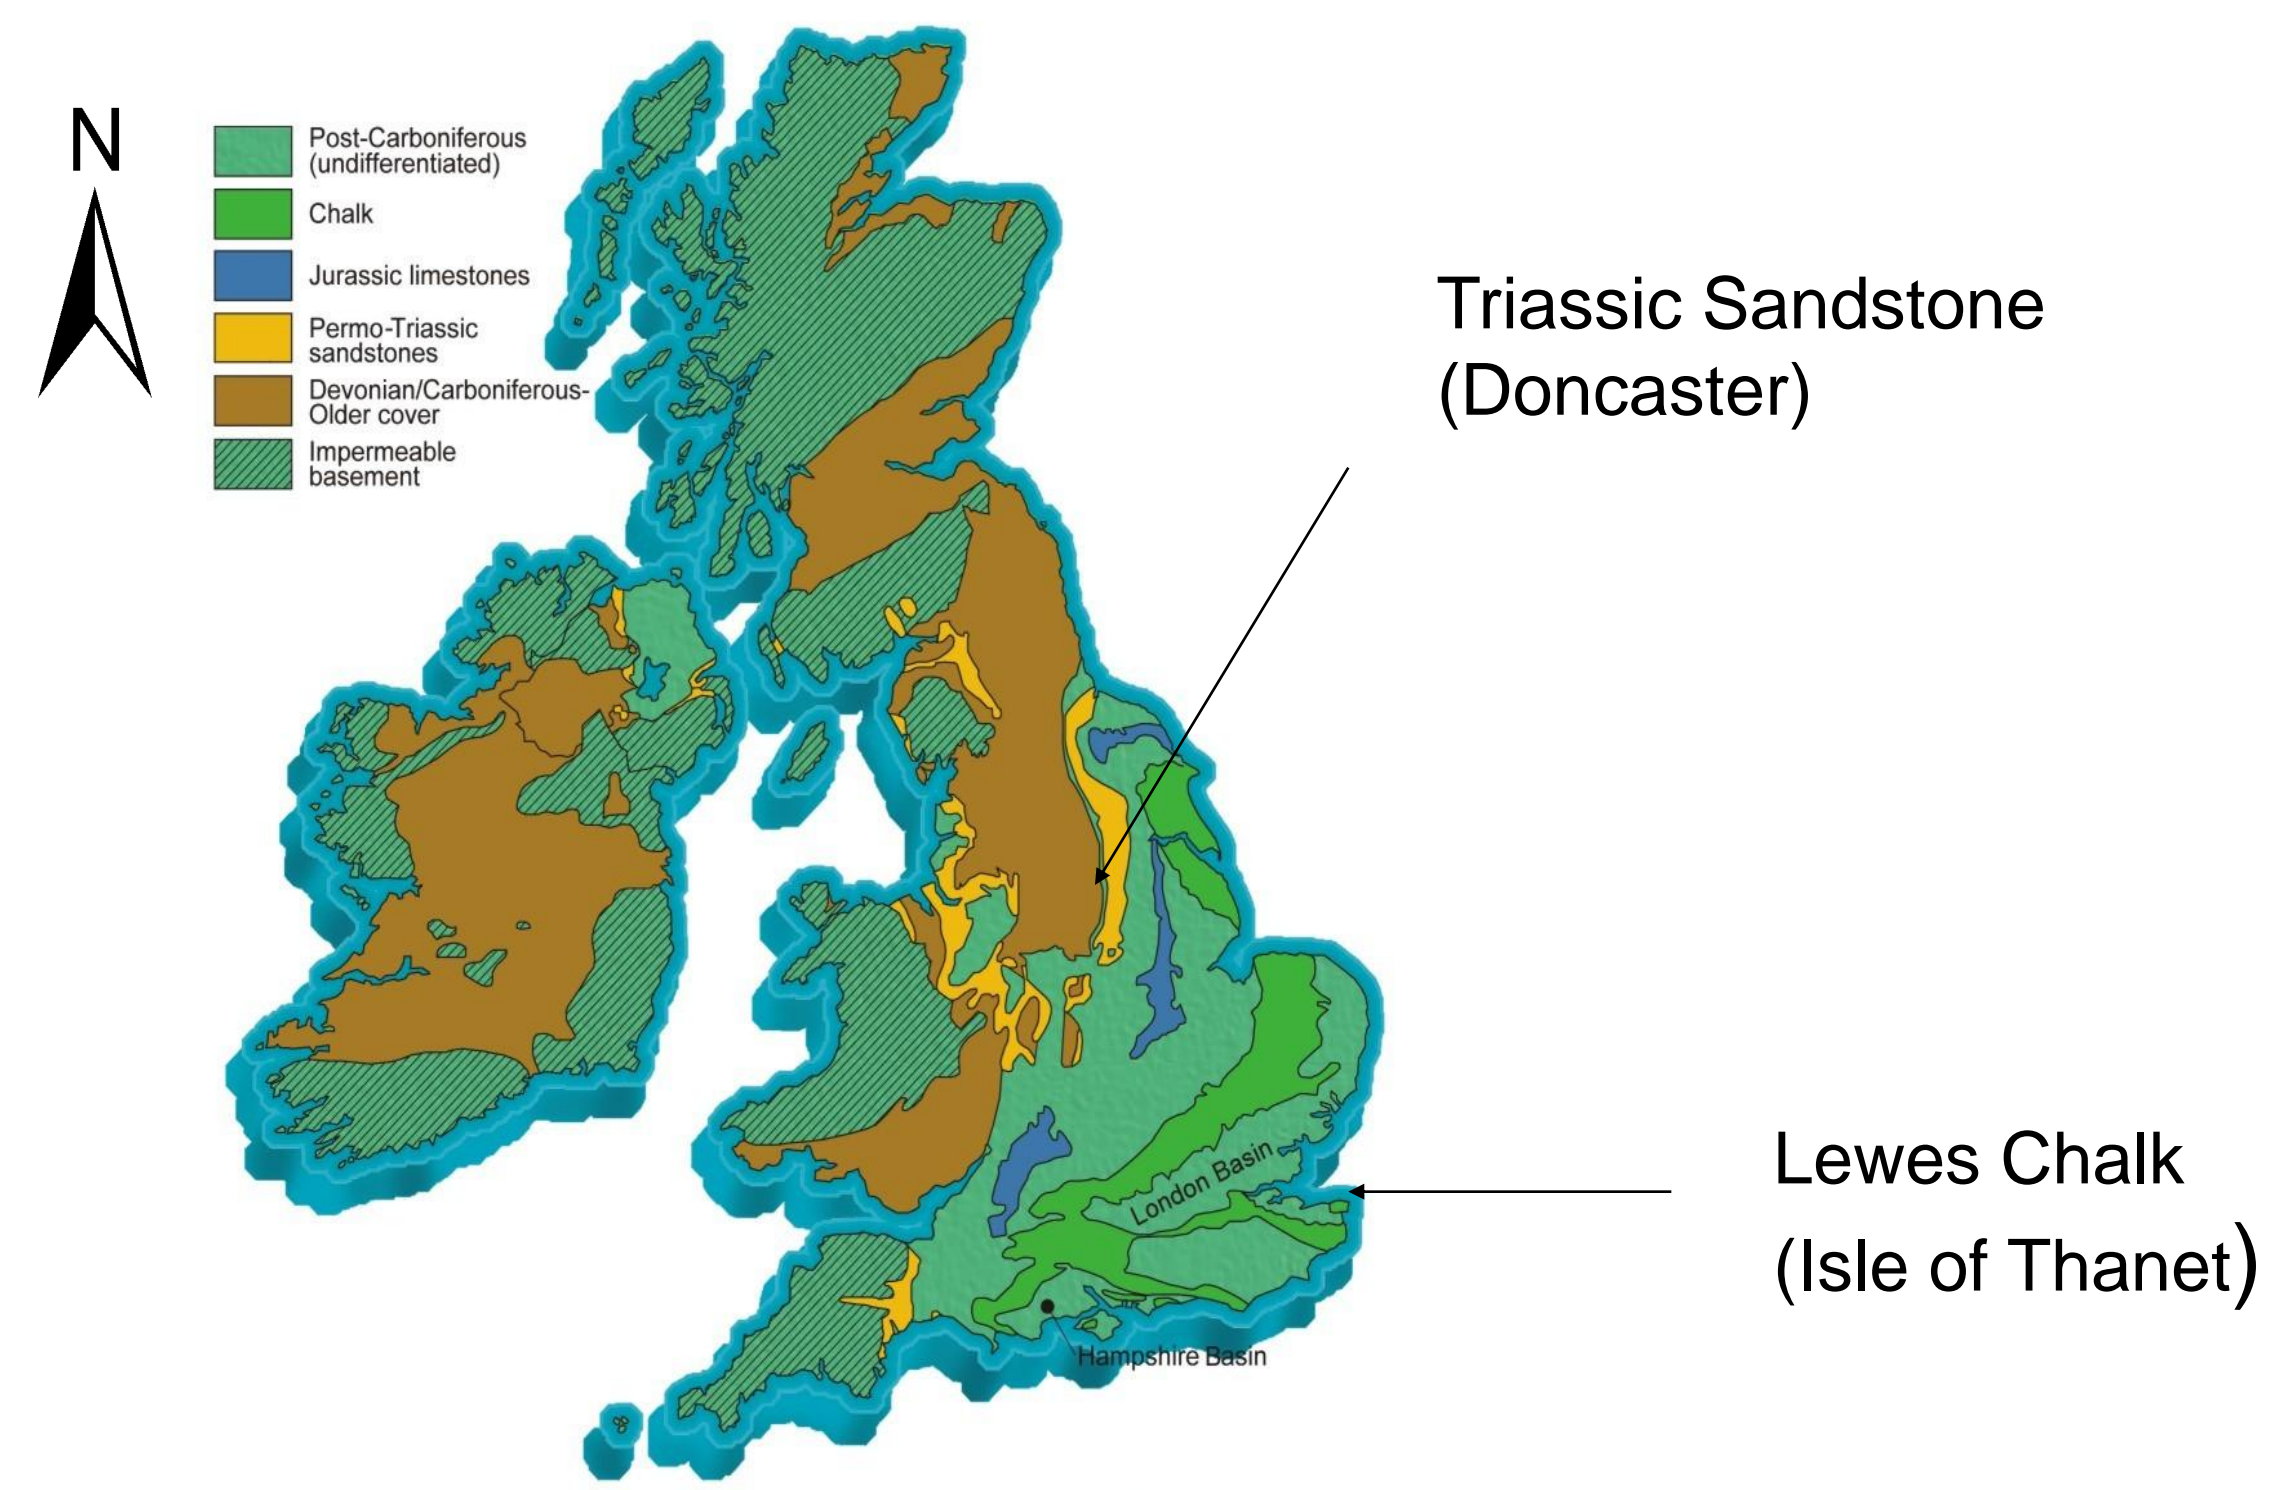 N
Post-Carboniferous
(undifferentiated)
Chalk
Jurassic limestones
Permo-Triassic
sandstones
Devonian/Carboniferous-
Older cover
Impermeable
basement
Triassic Sandstone
(Doncaster)
Lewes Chalk
(Isle of Thanet)
London Basin
Hampshire Basin